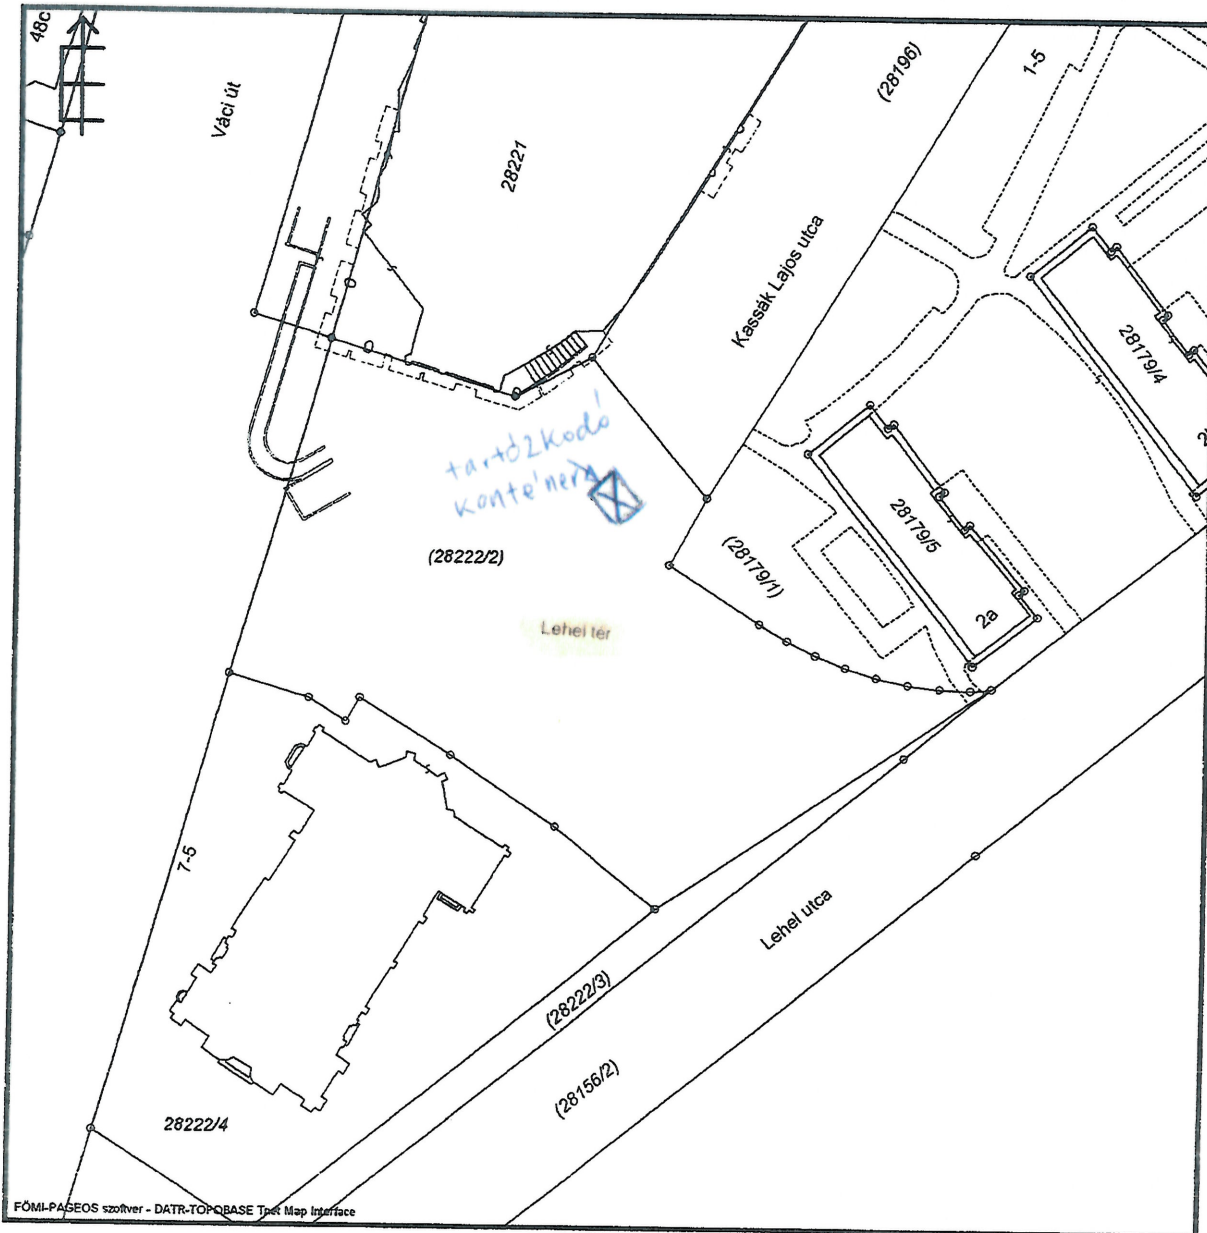 48c
Váci út
28221
(28196)
1-5
Kassák Lajos utca
28179/4
tartózkodó
konténer
28179/5
(28222/2)
(28179/1)
Lehel tér
2a
7-5
Lehel utca
(28222/3)
(28156/2)
28222/4
FÖMI-PAGEOS szoftver - DATR-TOPOBASE Tnet Map Interface